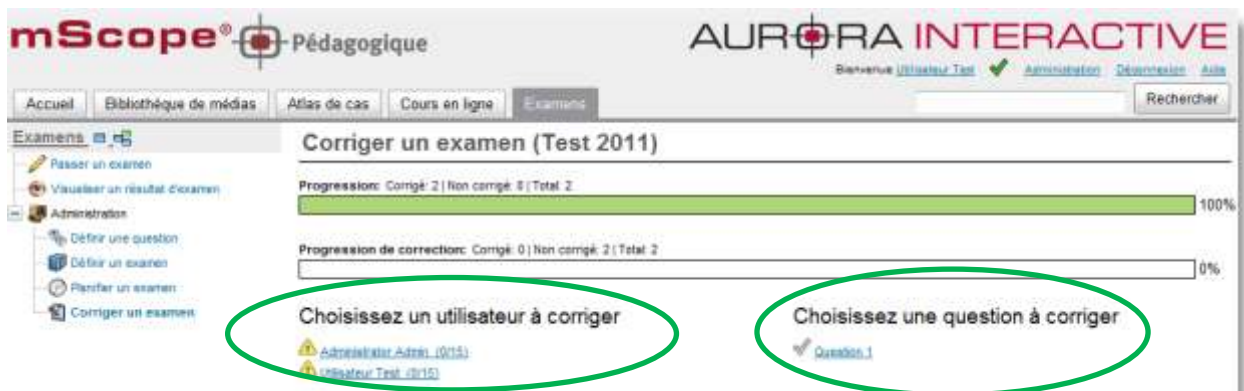 mScope® Pédagogique
AURORA INTERACTIVE
Bienvenue Utilisateur Test Administration Déconnexion Aide
Accueil Bibliothèque de médias Atlas de cas Cours en ligne Examens Rechercher
Examens
Passer un examen
Visualiser un résultat d'examen
Administration
Définir une question
Définir un examen
Planifier un examen
Corriger un examen
Corriger un examen (Test 2011)
Progression: Corrigé: 2 | Non corrigé: 0 | Total: 2
100%
Progression de correction: Corrigé: 0 | Non corrigé: 2 | Total: 2
0%
Choisissez un utilisateur à corriger
Administrator Admin (0/15)
Utilisateur Test (0/15)
Choisissez une question à corriger
Question 1